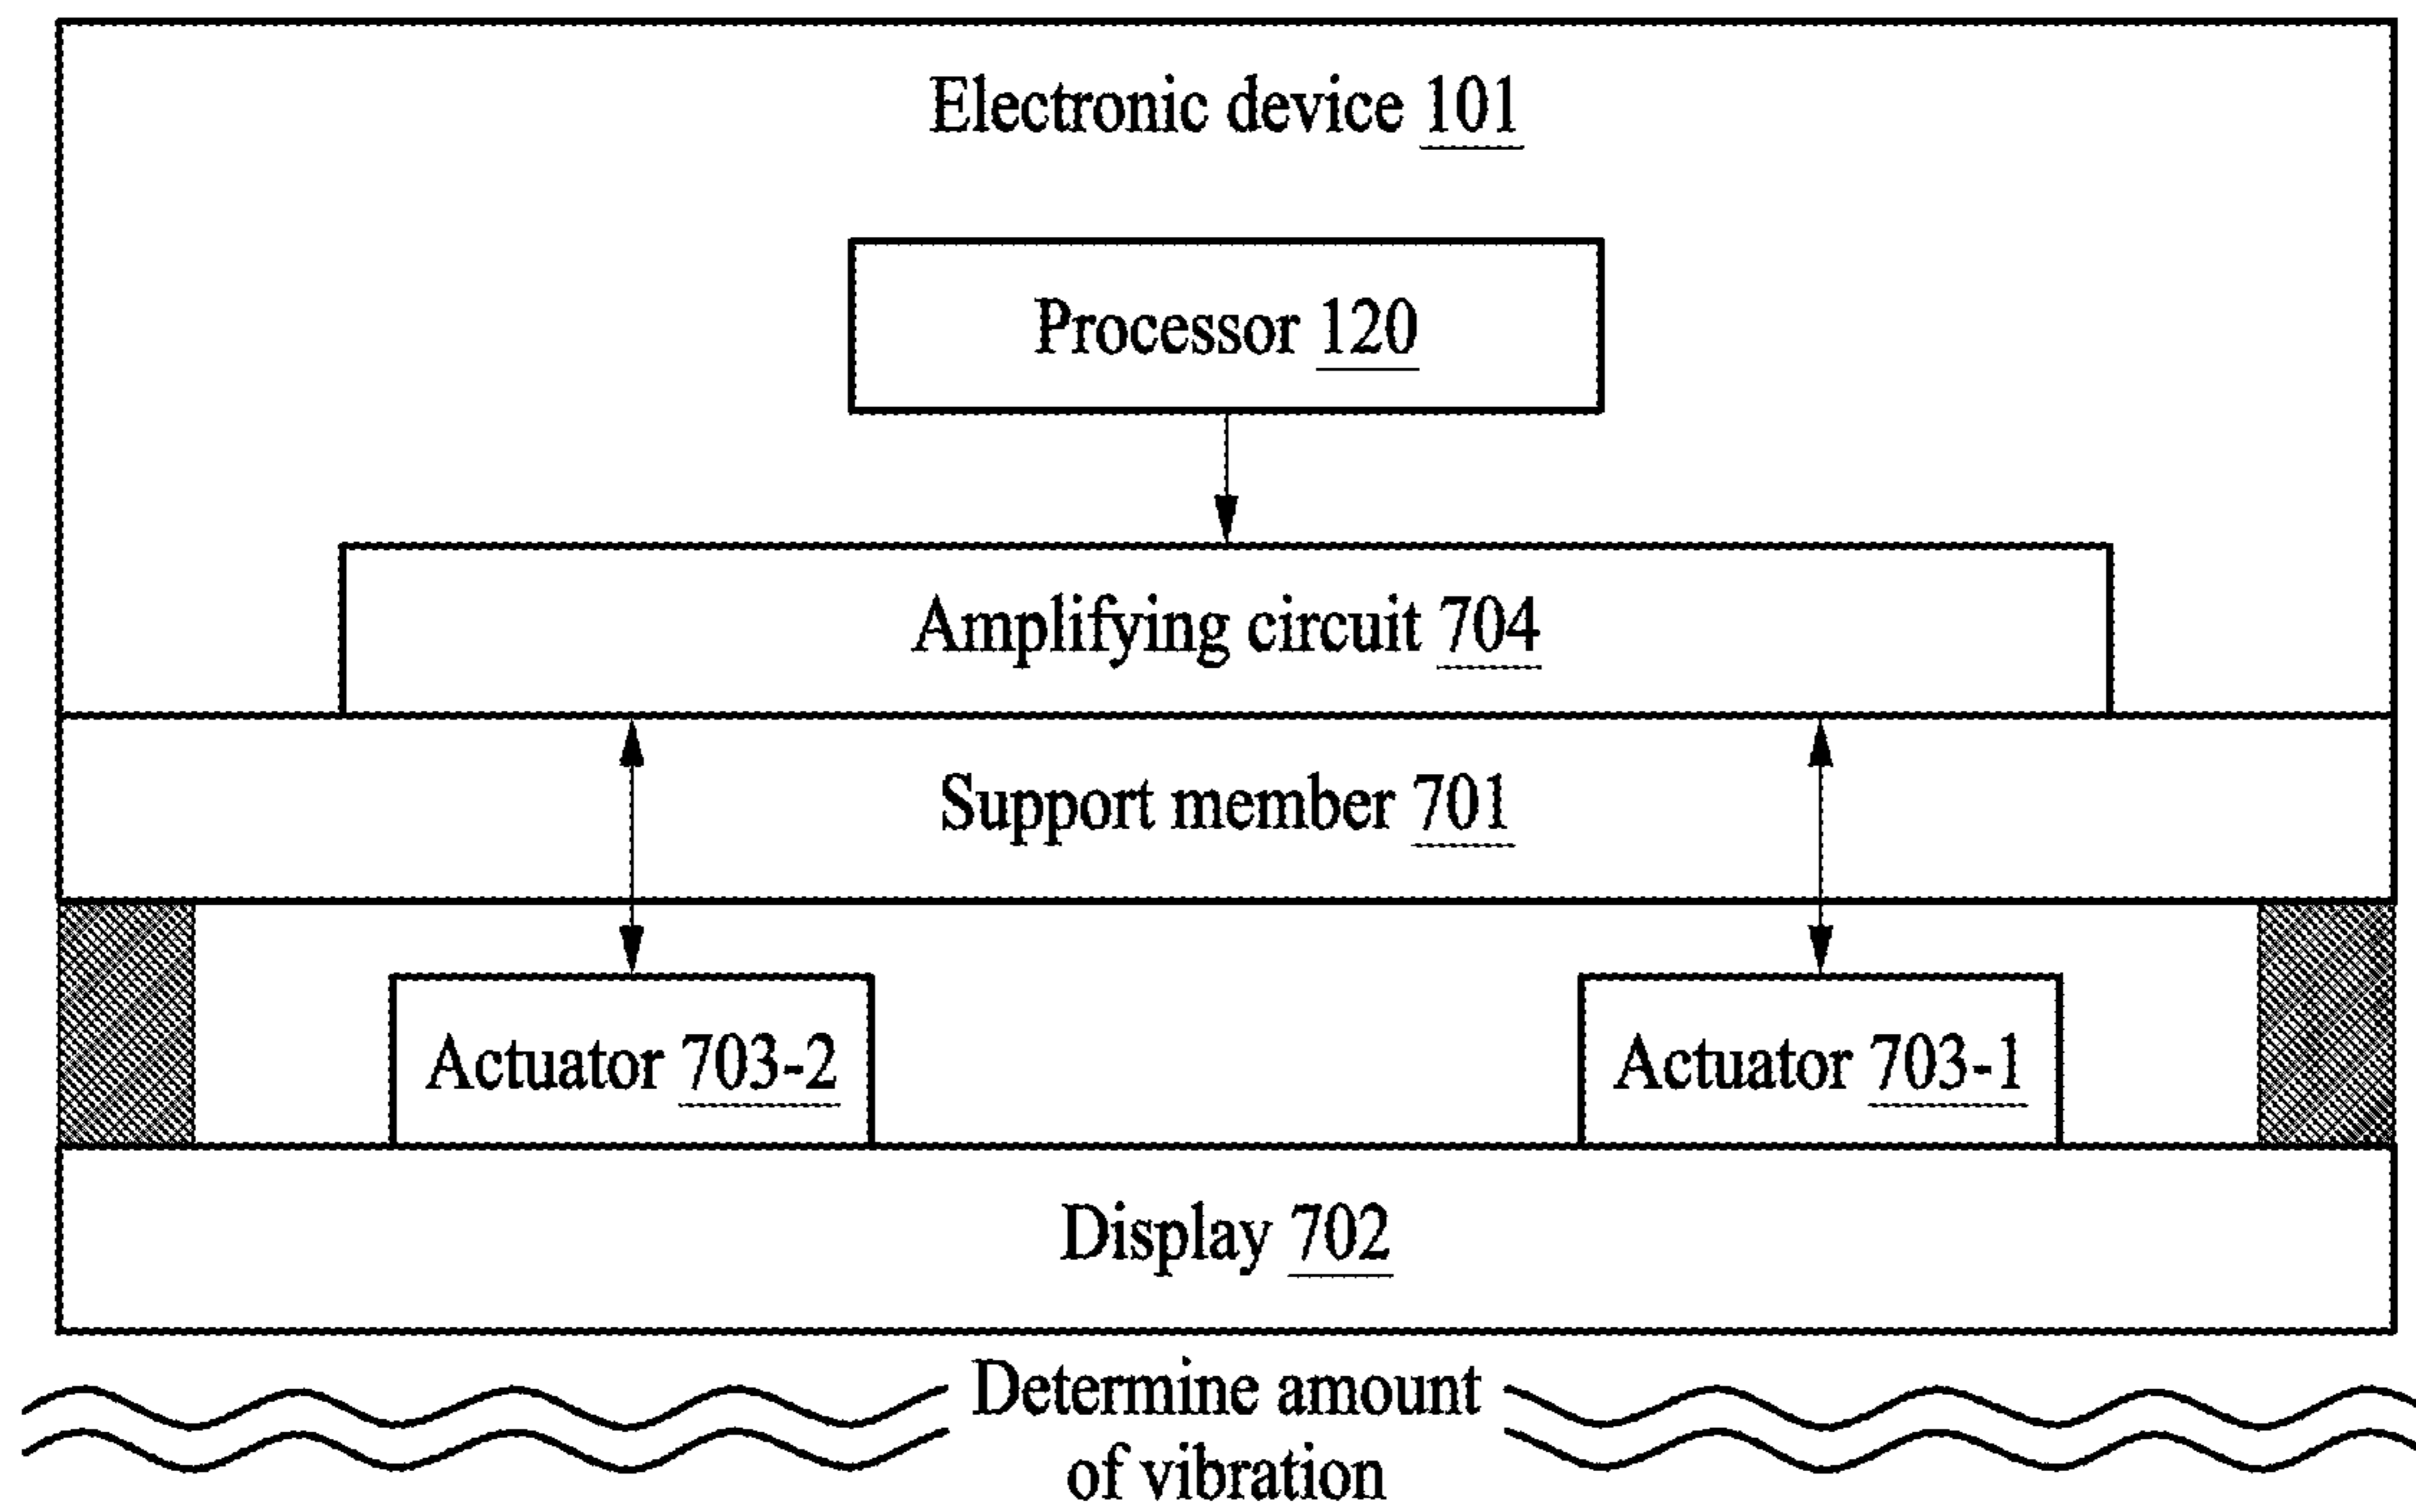 Electronic device 101
Processor 120
Amplifying circuit 704
Support member 701
Actuator 703-2
Actuator 703-1
Display 702
Determine amount
of vibration